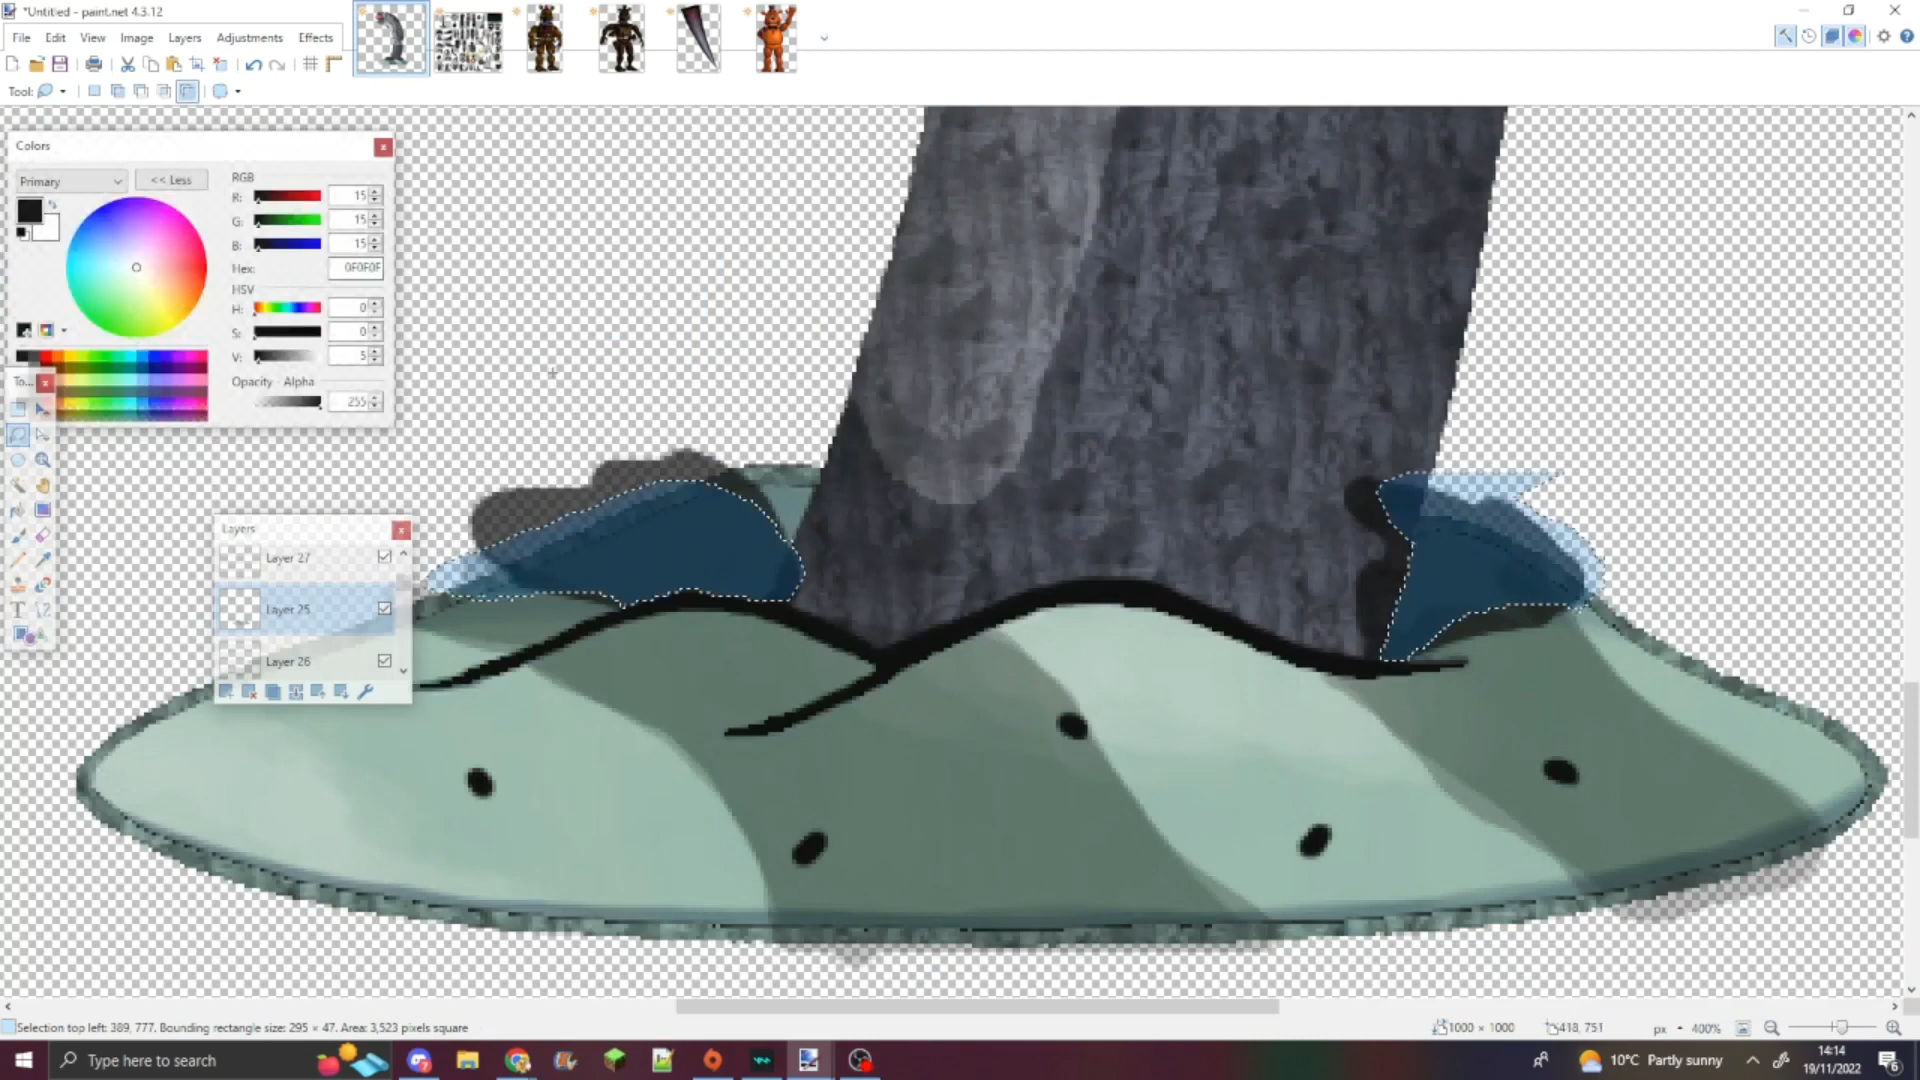 *Untitled - paint.net 4.3.12
File Edit View Image Layers Adjustments Effects
Tool:
Colors
Primary
<< Less
RGB
R: 15
G: 15
B: 15
Hex: 0F0F0F
HSV
H: 0
S: 0
V: 5
Opacity - Alpha
255
To...
Layers
Layer 27
Layer 25
Layer 26
Selection top left: 389, 777. Bounding rectangle size: 295 × 47. Area: 3,523 pixels square
1000 × 1000
418, 751
px
400%
Type here to search
10°C Partly sunny
14:14
19/11/2022
6